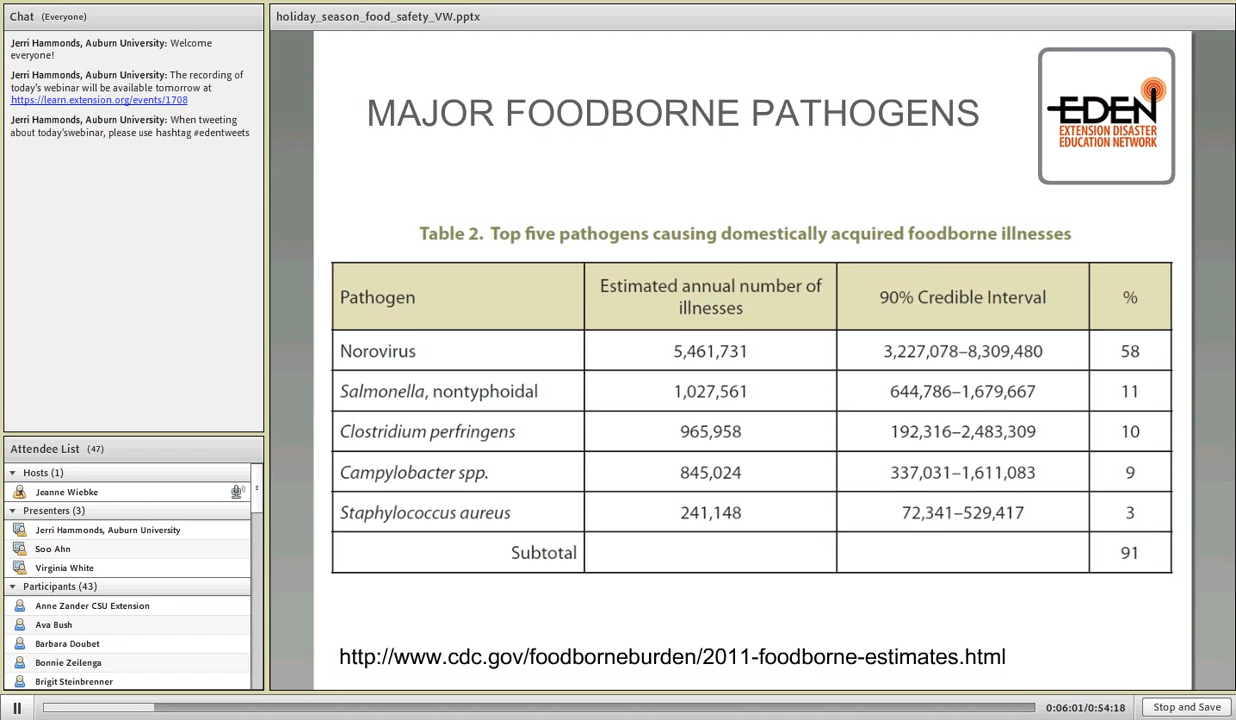 Chat (Everyone)
Jerri Hammonds, Auburn University: Welcome
everyone!
Jerri Hammonds, Auburn University: The recording of
today's webinar will be available tomorrow at
https://learn.extension.org/events/1708
Jerri Hammonds, Auburn University: When tweeting
about today'swebinar, please use hashtag #edentweets
Attendee List (47)
Hosts (1)
Jeanne Wiebke
Presenters (3)
Jerri Hammonds, Auburn University
Soo Ahn
Virginia White
Participants (43)
Anne Zander CSU Extension
Ava Bush
Barbara Doubet
Bonnie Zeilenga
Brigit Steinbrenner
holiday_season_food_safety_VW.pptx
MAJOR FOODBORNE PATHOGENS
EDEN
EXTENSION DISASTER
EDUCATION NETWORK
Table 2. Top five pathogens causing domestically acquired foodborne illnesses
Pathogen Estimated annual number of illnesses 90% Credible Interval %
Norovirus 5,461,731 3,227,078–8,309,480 58
Salmonella, nontyphoidal 1,027,561 644,786–1,679,667 11
Clostridium perfringens 965,958 192,316–2,483,309 10
Campylobacter spp. 845,024 337,031–1,611,083 9
Staphylococcus aureus 241,148 72,341–529,417 3
Subtotal 91
http://www.cdc.gov/foodborneburden/2011-foodborne-estimates.html
0:06:01/0:54:18 Stop and Save